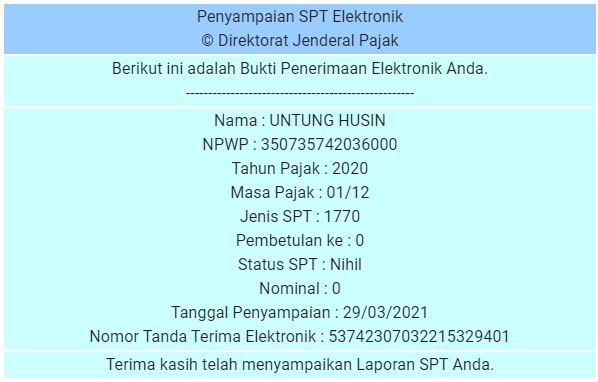 Penyampaian SPT Elektronik
© Direktorat Jenderal Pajak
Berikut ini adalah Bukti Penerimaan Elektronik Anda.
---------------------------------------------------
Nama : UNTUNG HUSIN
NPWP : 350735742036000
Tahun Pajak : 2020
Masa Pajak : 01/12
Jenis SPT : 1770
Pembetulan ke : 0
Status SPT : Nihil
Nominal : 0
Tanggal Penyampaian : 29/03/2021
Nomor Tanda Terima Elektronik : 53742307032215329401
Terima kasih telah menyampaikan Laporan SPT Anda.